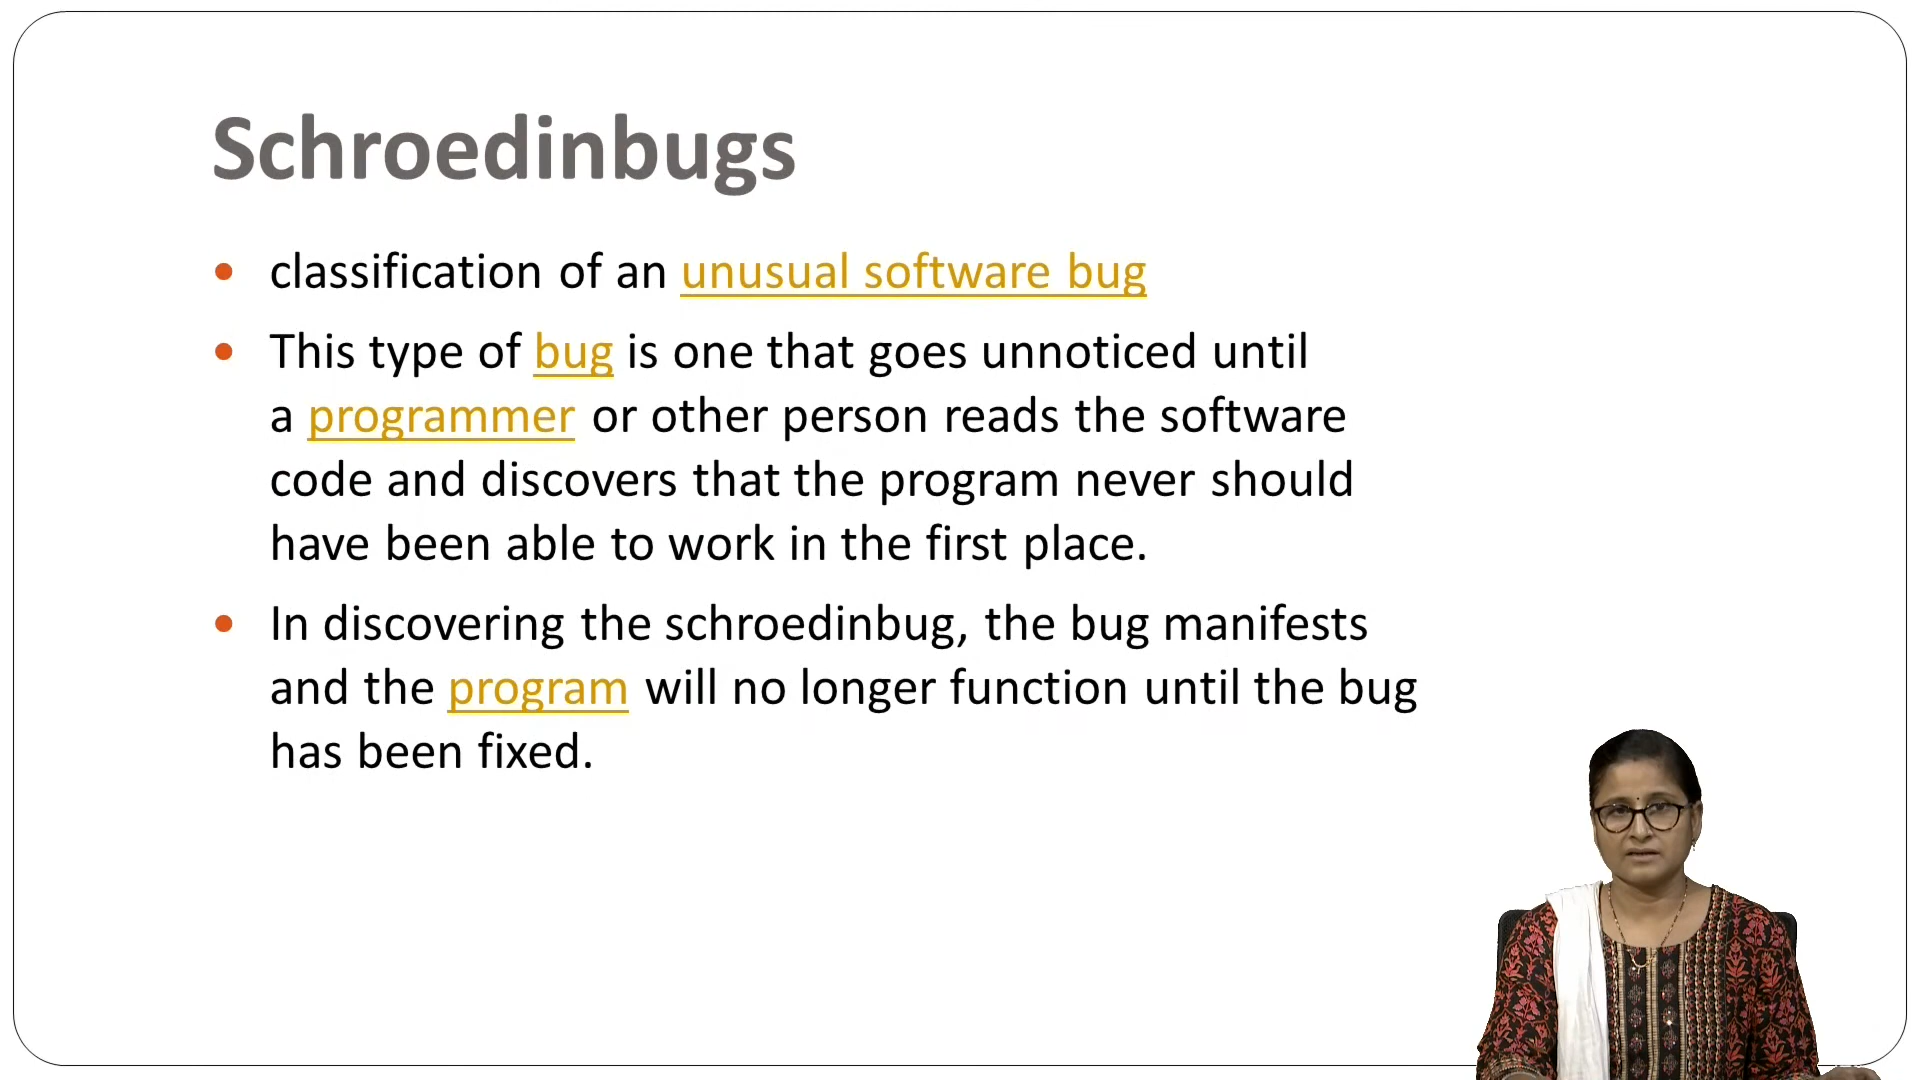 Schroedinbugs
classification of an unusual software bug
This type of bug is one that goes unnoticed until
a programmer or other person reads the software
code and discovers that the program never should
have been able to work in the first place.
In discovering the schroedinbug, the bug manifests
and the program will no longer function until the bug
has been fixed.